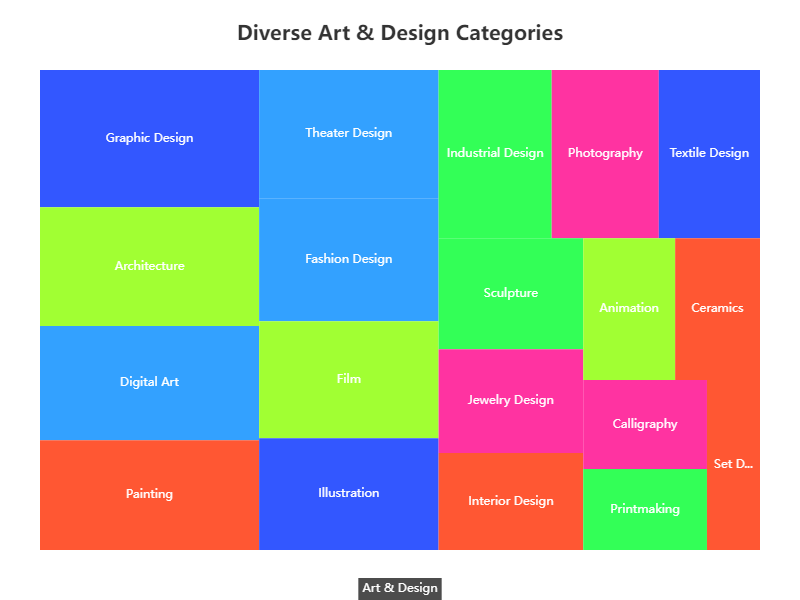 Diverse Art & Design Categories
Graphic Design
Theater Design
Industrial Design
Photography
Textile Design
Architecture
Fashion Design
Sculpture
Animation
Ceramics
Digital Art
Film
Jewelry Design
Calligraphy
Set D...
Painting
Illustration
Interior Design
Printmaking
Art & Design